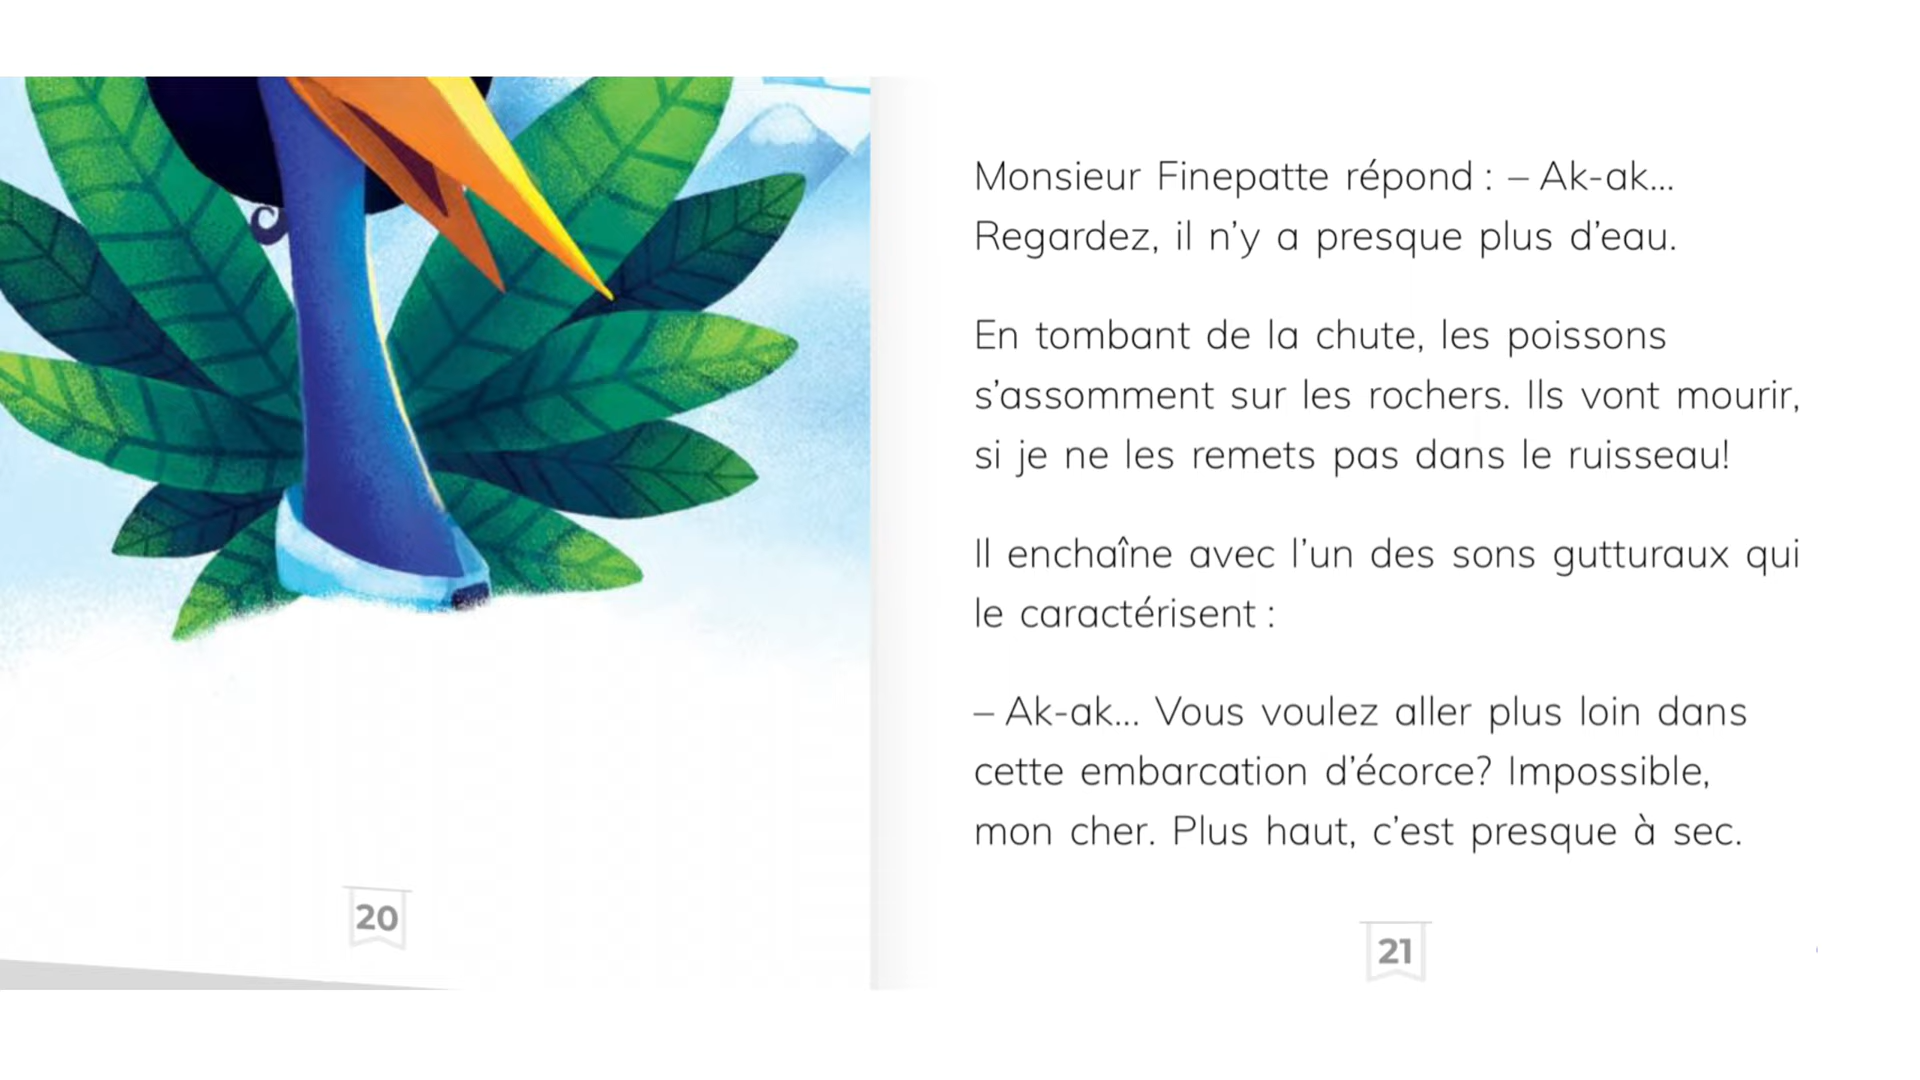 Monsieur Finepatte répond : – Ak-ak...
Regardez, il n’y a presque plus d’eau.
En tombant de la chute, les poissons
s’assomment sur les rochers. Ils vont mourir,
si je ne les remets pas dans le ruisseau!
Il enchaîne avec l’un des sons gutturaux qui
le caractérisent :
– Ak-ak... Vous voulez aller plus loin dans
cette embarcation d’écorce? Impossible,
mon cher. Plus haut, c’est presque à sec.
20
21